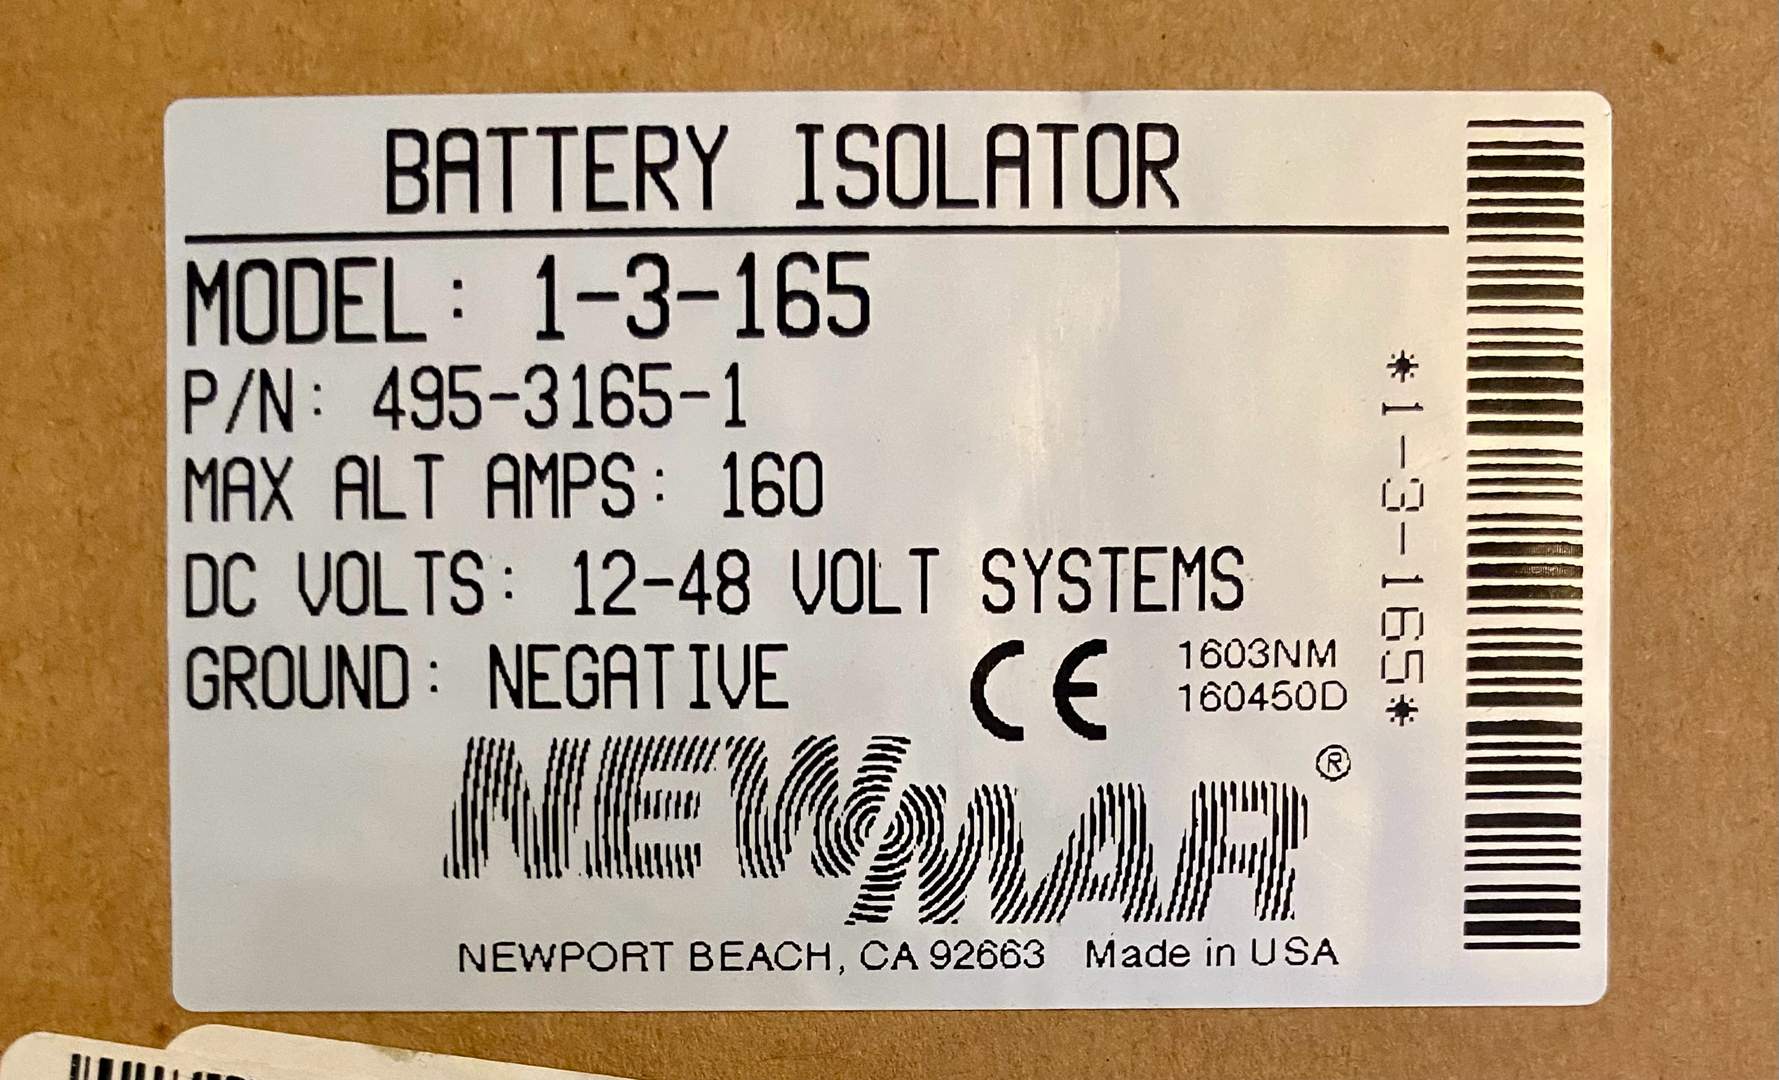 BATTERY ISOLATOR
MODEL: 1-3-165
P/N: 495-3165-1
MAX ALT AMPS: 160
DC VOLTS: 12-48 VOLT SYSTEMS
GROUND: NEGATIVE
CE
1603NM
160450D
NEWMAR®
NEWPORT BEACH, CA 92663 Made in USA
*1-3-165*